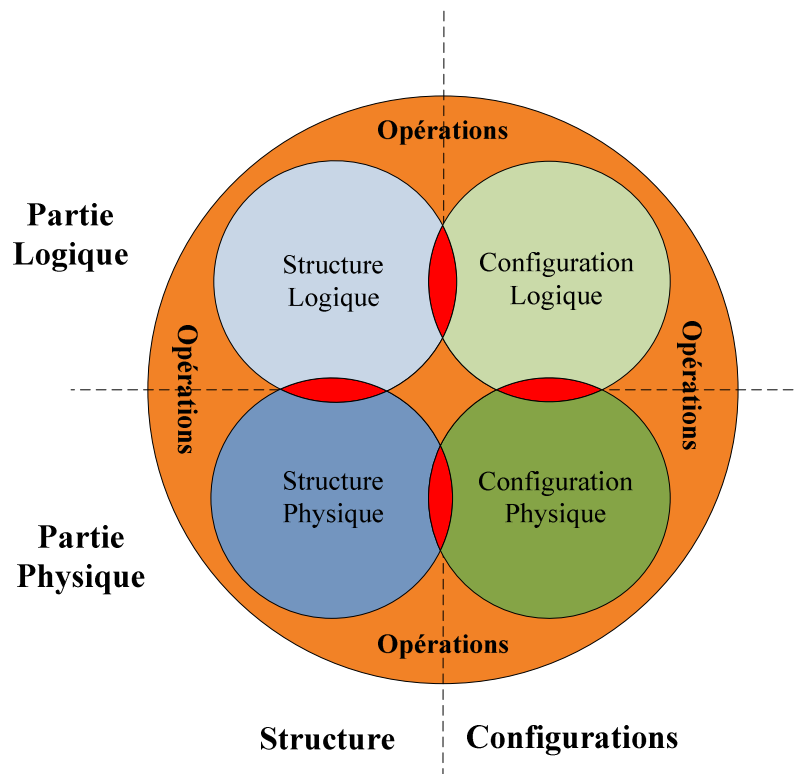 Opérations
Partie
Logique
Structure
Logique
Configuration
Logique
Opérations
Opérations
Structure
Physique
Configuration
Physique
Partie
Physique
Opérations
Structure
Configurations